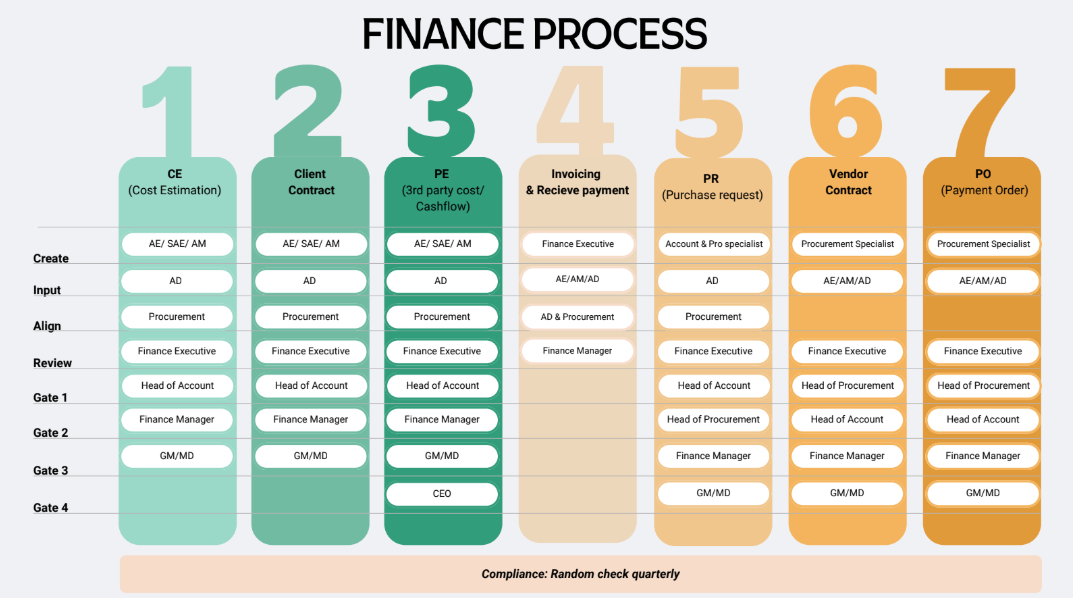 FINANCE PROCESS
1 2 3 4 5 6 7
CE
(Cost Estimation)
Client
Contract
PE
(3rd party cost/
Cashflow)
Invoicing
& Recieve payment
PR
(Purchase request)
Vendor
Contract
PO
(Payment Order)
Create
AE/ SAE/ AM
AE/ SAE/ AM
AE/ SAE/ AM
Finance Executive
Account & Pro specialist
Procurement Specialist
Procurement Specialist
Input
AD
AD
AD
AE/AM/AD
AD
AE/AM/AD
AE/AM/AD
Align
Procurement
Procurement
Procurement
AD & Procurement
Procurement
Review
Finance Executive
Finance Executive
Finance Executive
Finance Manager
Finance Executive
Finance Executive
Finance Executive
Gate 1
Head of Account
Head of Account
Head of Account
Head of Account
Head of Procurement
Head of Procurement
Gate 2
Finance Manager
Finance Manager
Finance Manager
Head of Procurement
Head of Account
Head of Account
Gate 3
GM/MD
GM/MD
GM/MD
Finance Manager
Finance Manager
Finance Manager
Gate 4
CEO
GM/MD
GM/MD
GM/MD
Compliance: Random check quarterly